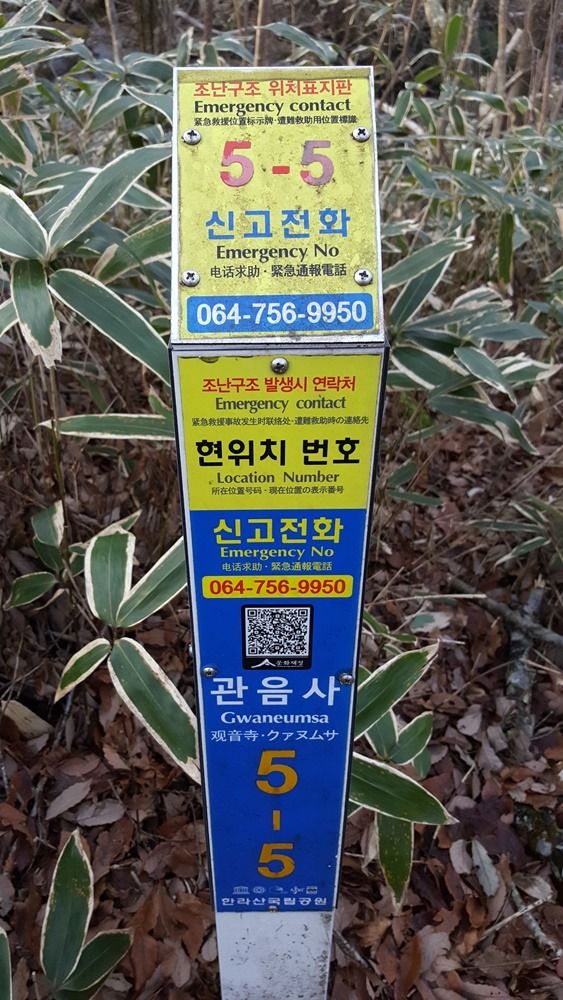 조난구조 위치표지판
Emergency contact
紧急救援位置标示牌·遭難救助用位置標識
5-5
신고전화
Emergency No
电话求助·緊急通報電話
064-756-9950
조난구조 발생시 연락처
Emergency contact
紧急救援事故发生时联络处·遭難救助時の連絡先
현위치 번호
Location Number
所在位置号码·現在位置の表示番号
신고전화
Emergency No
电话求助·緊急通報電話
064-756-9950
문화재청
관음사
Gwaneumsa
观音寺·クァヌムサ
5
-
5
한라산국립공원